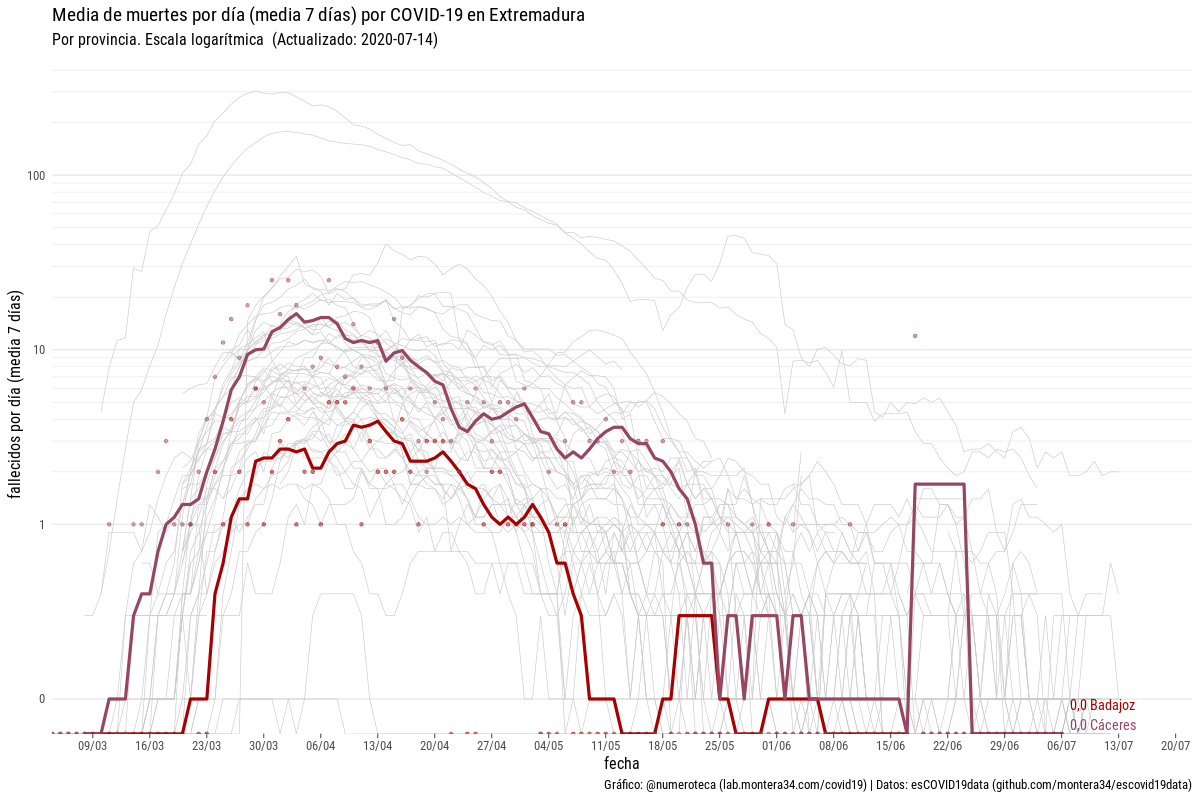 Media de muertes por día (media 7 días) por COVID-19 en Extremadura
Por provincia. Escala logarítmica (Actualizado: 2020-07-14)
fallecidos por día (media 7 días)
100
10
1
0
0,0 Badajoz
0,0 Cáceres
09/03 16/03 23/03 30/03 06/04 13/04 20/04 27/04 04/05 11/05 18/05 25/05 01/06 08/06 15/06 22/06 29/06 06/07 13/07 20/07
fecha
Gráfico: @numeroteca (lab.montera34.com/covid19) | Datos: esCOVID19data (github.com/montera34/escovid19data)